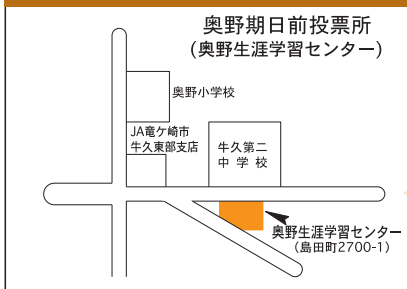 奥野期日前投票所
(奥野生涯学習センター)
奥野小学校
JA竜ケ崎市
牛久東部支店
牛久第二
中学校
奥野生涯学習センター
(島田町2700-1)